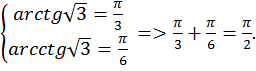 { arctg√3 = π/3
{ arcctg√3 = π/6 => π/3 + π/6 = π/2.